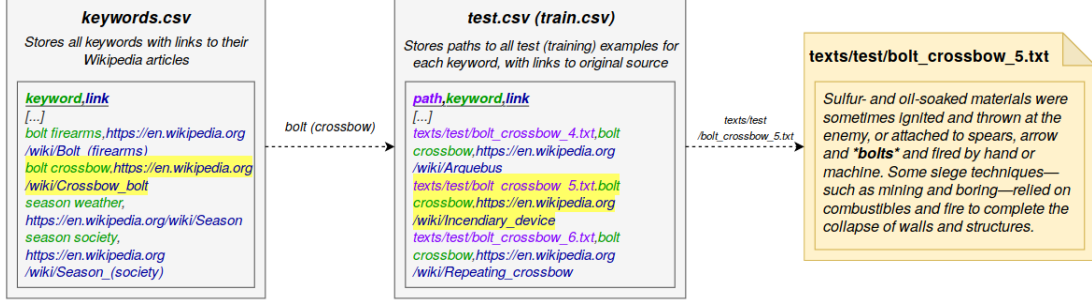 keywords.csv
Stores all keywords with links to their
Wikipedia articles
keyword,link
[...]
bolt firearms,https://en.wikipedia.org
/wiki/Bolt_(firearms)
bolt crossbow,https://en.wikipedia.org
/wiki/Crossbow_bolt
season weather,
https://en.wikipedia.org/wiki/Season
season society,
https://en.wikipedia.org
/wiki/Season_(society)
bolt (crossbow)
test.csv (train.csv)
Stores paths to all test (training) examples for
each keyword, with links to original source
path,keyword,link
[...]
texts/test/bolt_crossbow_4.txt,bolt
crossbow,https://en.wikipedia.org
/wiki/Arquebus
texts/test/bolt_crossbow_5.txt,bolt
crossbow,https://en.wikipedia.org
/wiki/Incendiary_device
texts/test/bolt_crossbow_6.txt,bolt
crossbow,https://en.wikipedia.org
/wiki/Repeating_crossbow
texts/test
/bolt_crossbow_5.txt
texts/test/bolt_crossbow_5.txt
Sulfur- and oil-soaked materials were
sometimes ignited and thrown at the
enemy, or attached to spears, arrow
and *bolts* and fired by hand or
machine. Some siege techniques—
such as mining and boring—relied on
combustibles and fire to complete the
collapse of walls and structures.